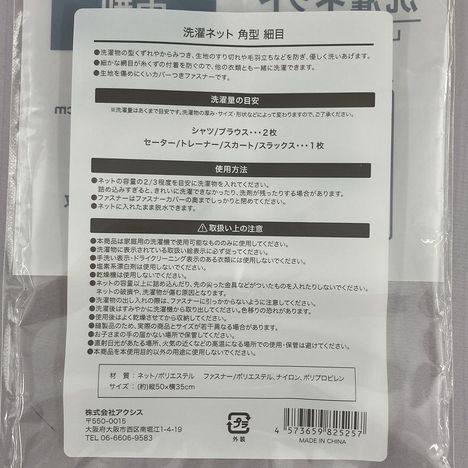 洗濯ネット
洗濯ネット 角型 細目
●洗濯物の型くずれやからみつき、生地のすり切れや毛羽立ちなどを防ぎ、優しく洗いあげます。
●細かな網目が糸くずの付着を防ぐので、他の衣類とも一緒に洗濯できます。
●生地を傷めにくいカバーつきファスナーです。
洗濯量の目安
※洗濯量はあくまで目安です。洗濯物の厚み・サイズ・形状などによって変わりますので、ご了承ください。
シャツ/ブラウス・・・2枚
セーター/トレーナー/スカート/スラックス・・・1枚
使用方法
●ネットの容量の2/3程度を目安に洗濯物を入れてください。
詰め込みすぎると、きれいに洗えなかったり、洗剤が残ったりする場合があります。
●ファスナーはファスナーカバーの奥までしっかりと閉めてください。
●ネットに入れたまま脱水できます。
⚠取扱い上の注意
●本商品は家庭用の洗濯機で使用可能なもののみに使用してください。
●洗濯物に表示されている取扱い絵表示に必ず従ってください。
●手洗い表示・ドライクリーニング表示のある衣類には使用しないでください。
●塩素系漂白剤は使用しないでください。
●乾燥機は使用しないでください。
●ネットの容量以上に詰め込んだり、先の尖った金具などがついたものを入れたりしないでください。
ネットの破損や、洗濯物が傷む原因となります。
●洗濯物の出し入れの際は、ファスナーに引っかからないように注意してください。
●洗濯後はすみやかに洗濯機から取り出してください。色移りの恐れがあります。
●使用後はよく乾燥させてから収納してください。
●縫製品のため、実際の商品とサイズが若干異なる場合があります。
●お子さまの手の届かない場所で保管してください。
●直射日光があたる場所、火気の近くなどの高温になる場所での使用・保管は避けてください。
●本商品を本使用目的以外の用途に使用しないでください。
材 質：ネット/ポリエステル ファスナー/ポリエステル、ナイロン、ポリプロピレン
サイズ：(約)縦50×横35cm
株式会社アクシス
〒550-0015
大阪府大阪市西区南堀江1-4-19
TEL 06-6606-9583
プラ
外装
4 573659 825257
MADE IN CHINA